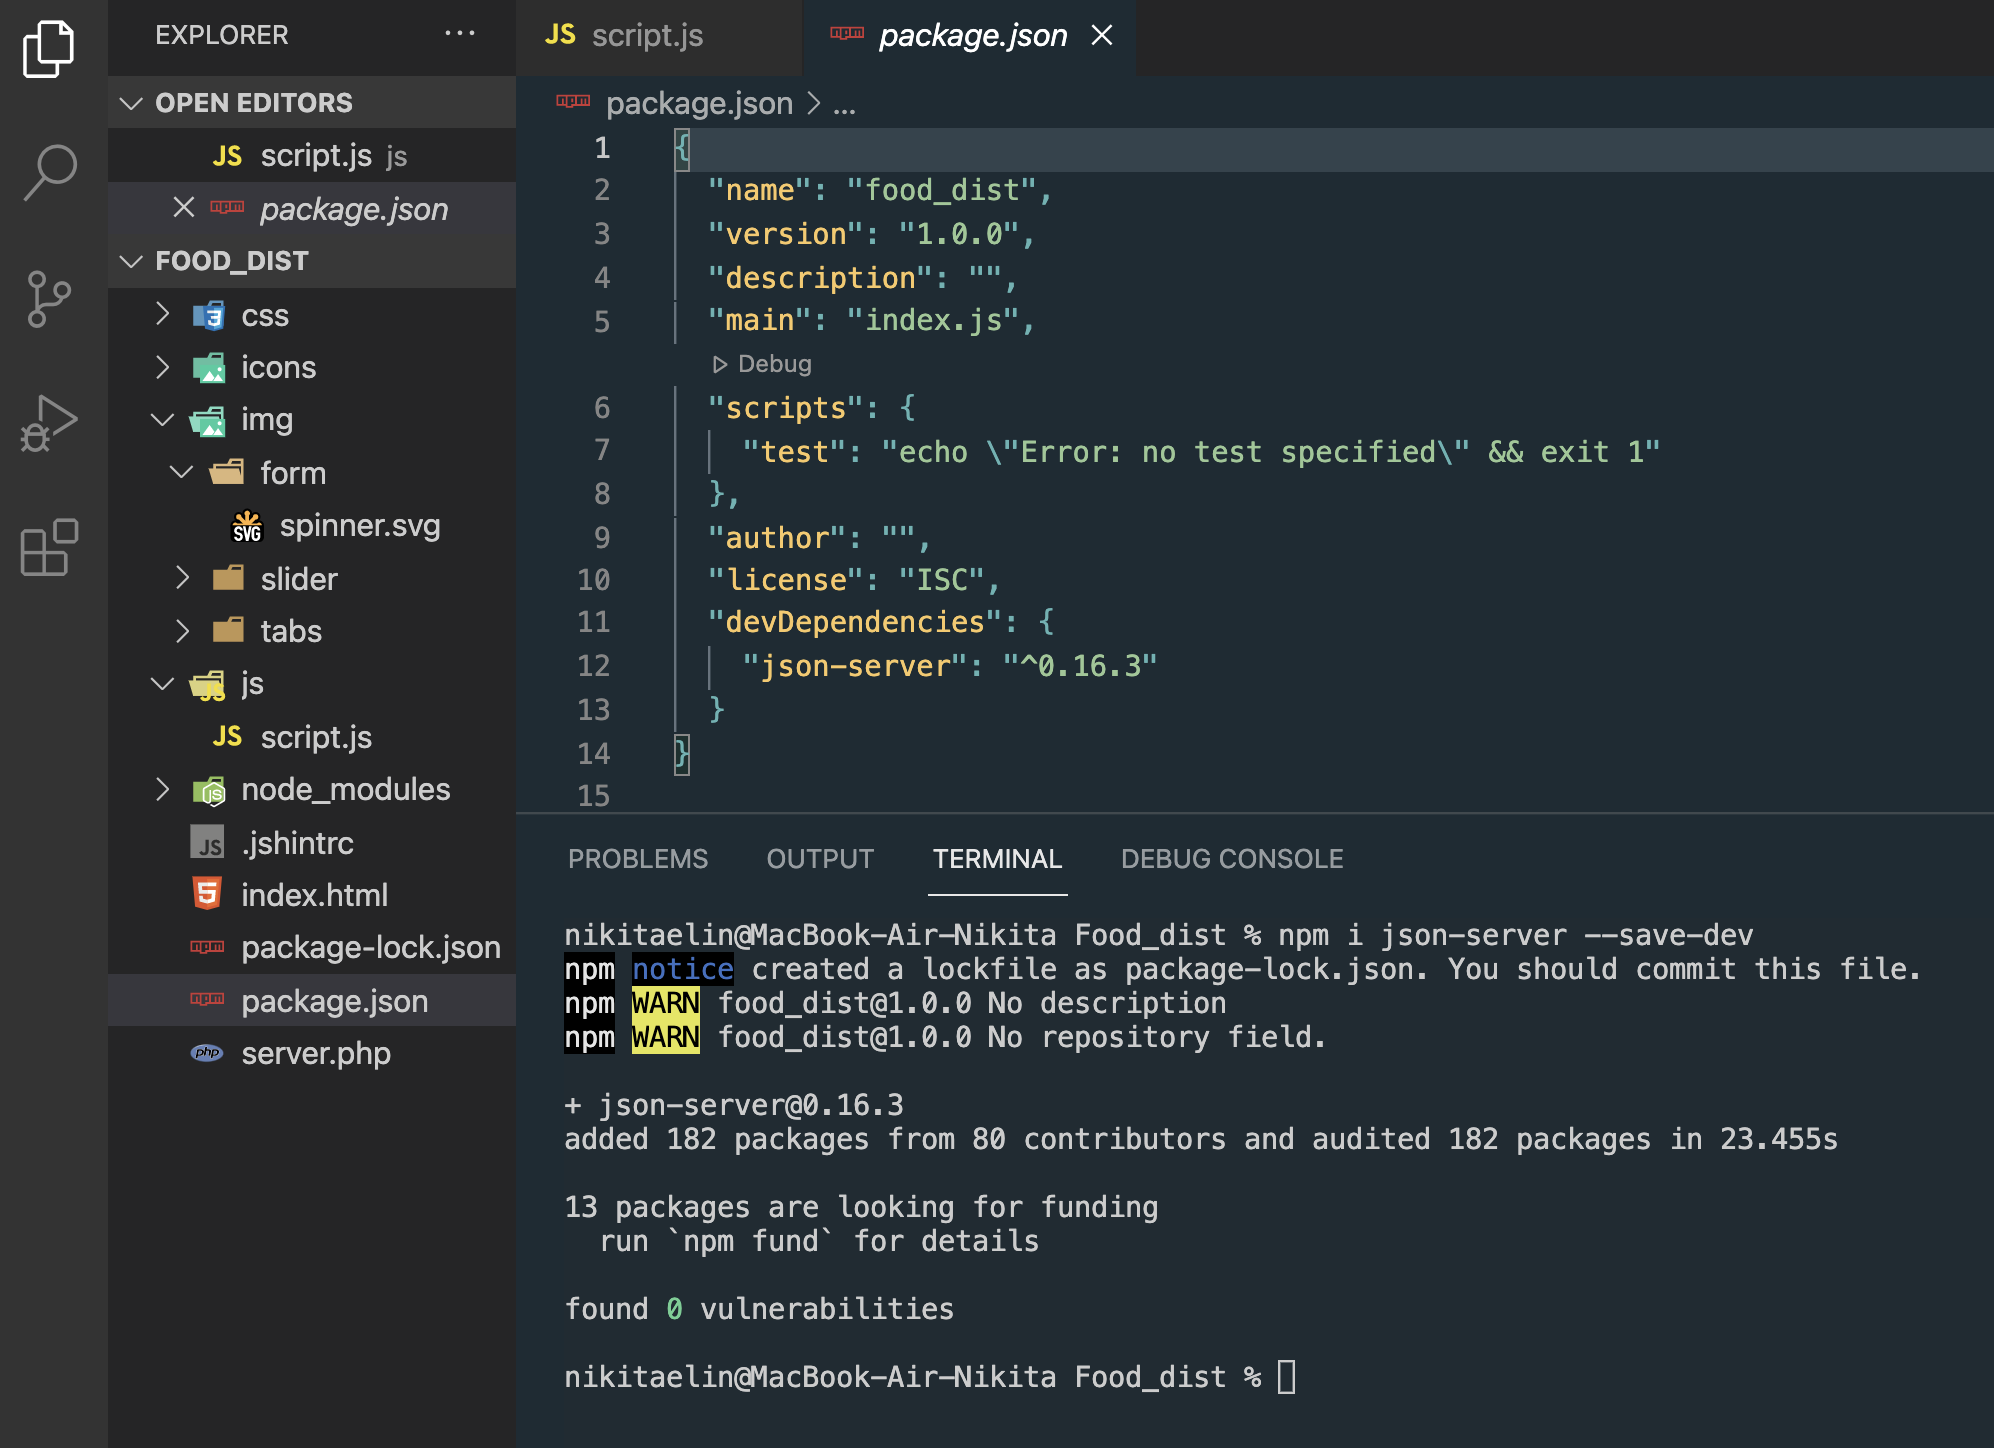 EXPLORER
OPEN EDITORS
JS script.js js
package.json
FOOD_DIST
css
icons
img
form
SVG spinner.svg
slider
tabs
js
JS script.js
node_modules
JS .jshintrc
index.html
package-lock.json
package.json
php server.php
JS script.js
package.json
package.json > ...
1 {
2 "name": "food_dist",
3 "version": "1.0.0",
4 "description": "",
5 "main": "index.js",
Debug
6 "scripts": {
7 "test": "echo \"Error: no test specified\" && exit 1"
8 },
9 "author": "",
10 "license": "ISC",
11 "devDependencies": {
12 "json-server": "^0.16.3"
13 }
14 }
15
PROBLEMS OUTPUT TERMINAL DEBUG CONSOLE
nikitaelin@MacBook-Air-Nikita Food_dist % npm i json-server --save-dev
npm notice created a lockfile as package-lock.json. You should commit this file.
npm WARN food_dist@1.0.0 No description
npm WARN food_dist@1.0.0 No repository field.
+ json-server@0.16.3
added 182 packages from 80 contributors and audited 182 packages in 23.455s
13 packages are looking for funding
run `npm fund` for details
found 0 vulnerabilities
nikitaelin@MacBook-Air-Nikita Food_dist %